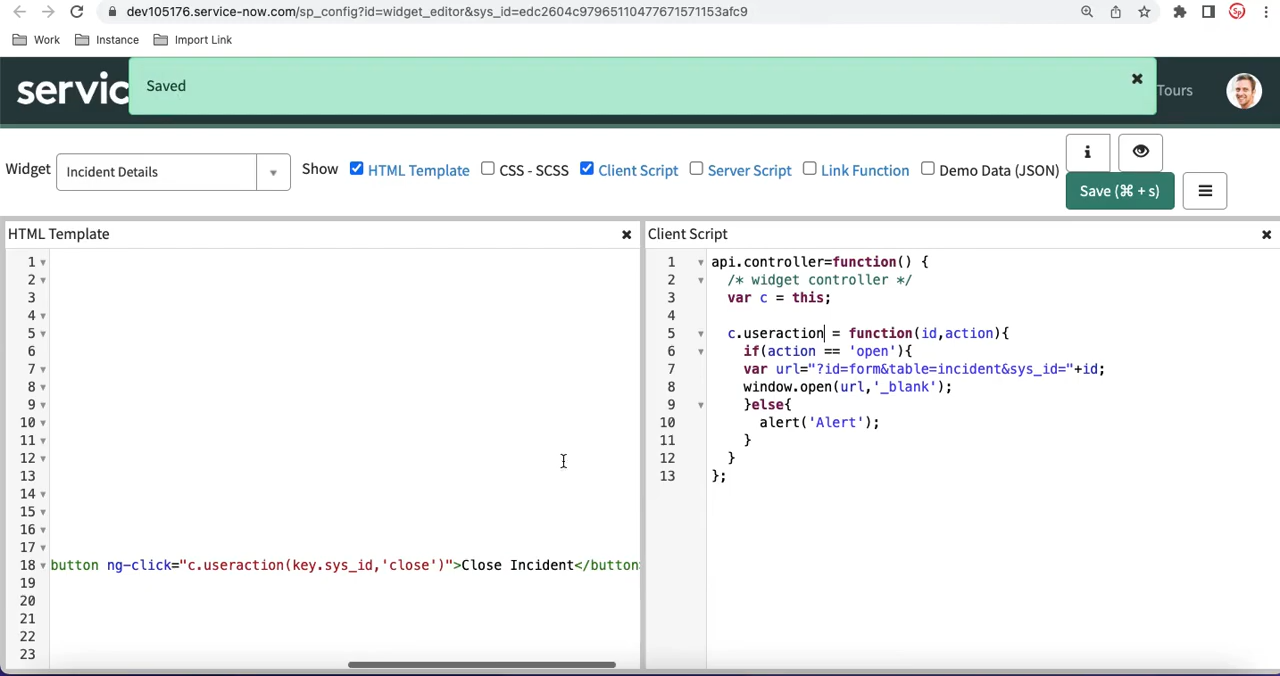 dev105176.service-now.com/sp_config?id=widget_editor&sys_id=edc2604c97965110477671571153afc9
Work Instance Import Link
servic Saved Tours
Widget Incident Details Show HTML Template CSS - SCSS Client Script Server Script Link Function Demo Data (JSON)
Save (⌘ + s)
HTML Template
1
2
3
4
5
6
7
8
9
10
11
12
13
14
15
16
17
18 button ng-click="c.useraction(key.sys_id,'close')">Close Incident</button>
19
20
21
22
23
Client Script
1 api.controller=function() {
2 /* widget controller */
3 var c = this;
4
5 c.useraction = function(id,action){
6 if(action == 'open'){
7 var url="?id=form&table=incident&sys_id="+id;
8 window.open(url,'_blank');
9 }else{
10 alert('Alert');
11 }
12 }
13 };